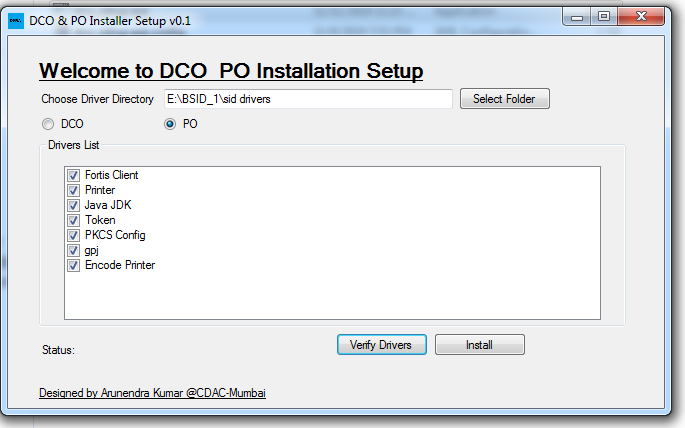 DCO & PO Installer Setup v0.1
Welcome to DCO PO Installation Setup
Choose Driver Directory E:\BSID_1\sid drivers Select Folder
DCO PO
Drivers List
Fortis Client
Printer
Java JDK
Token
PKCS Config
gpj
Encode Printer
Verify Drivers Install
Status:
Designed by Arunendra Kumar @CDAC-Mumbai